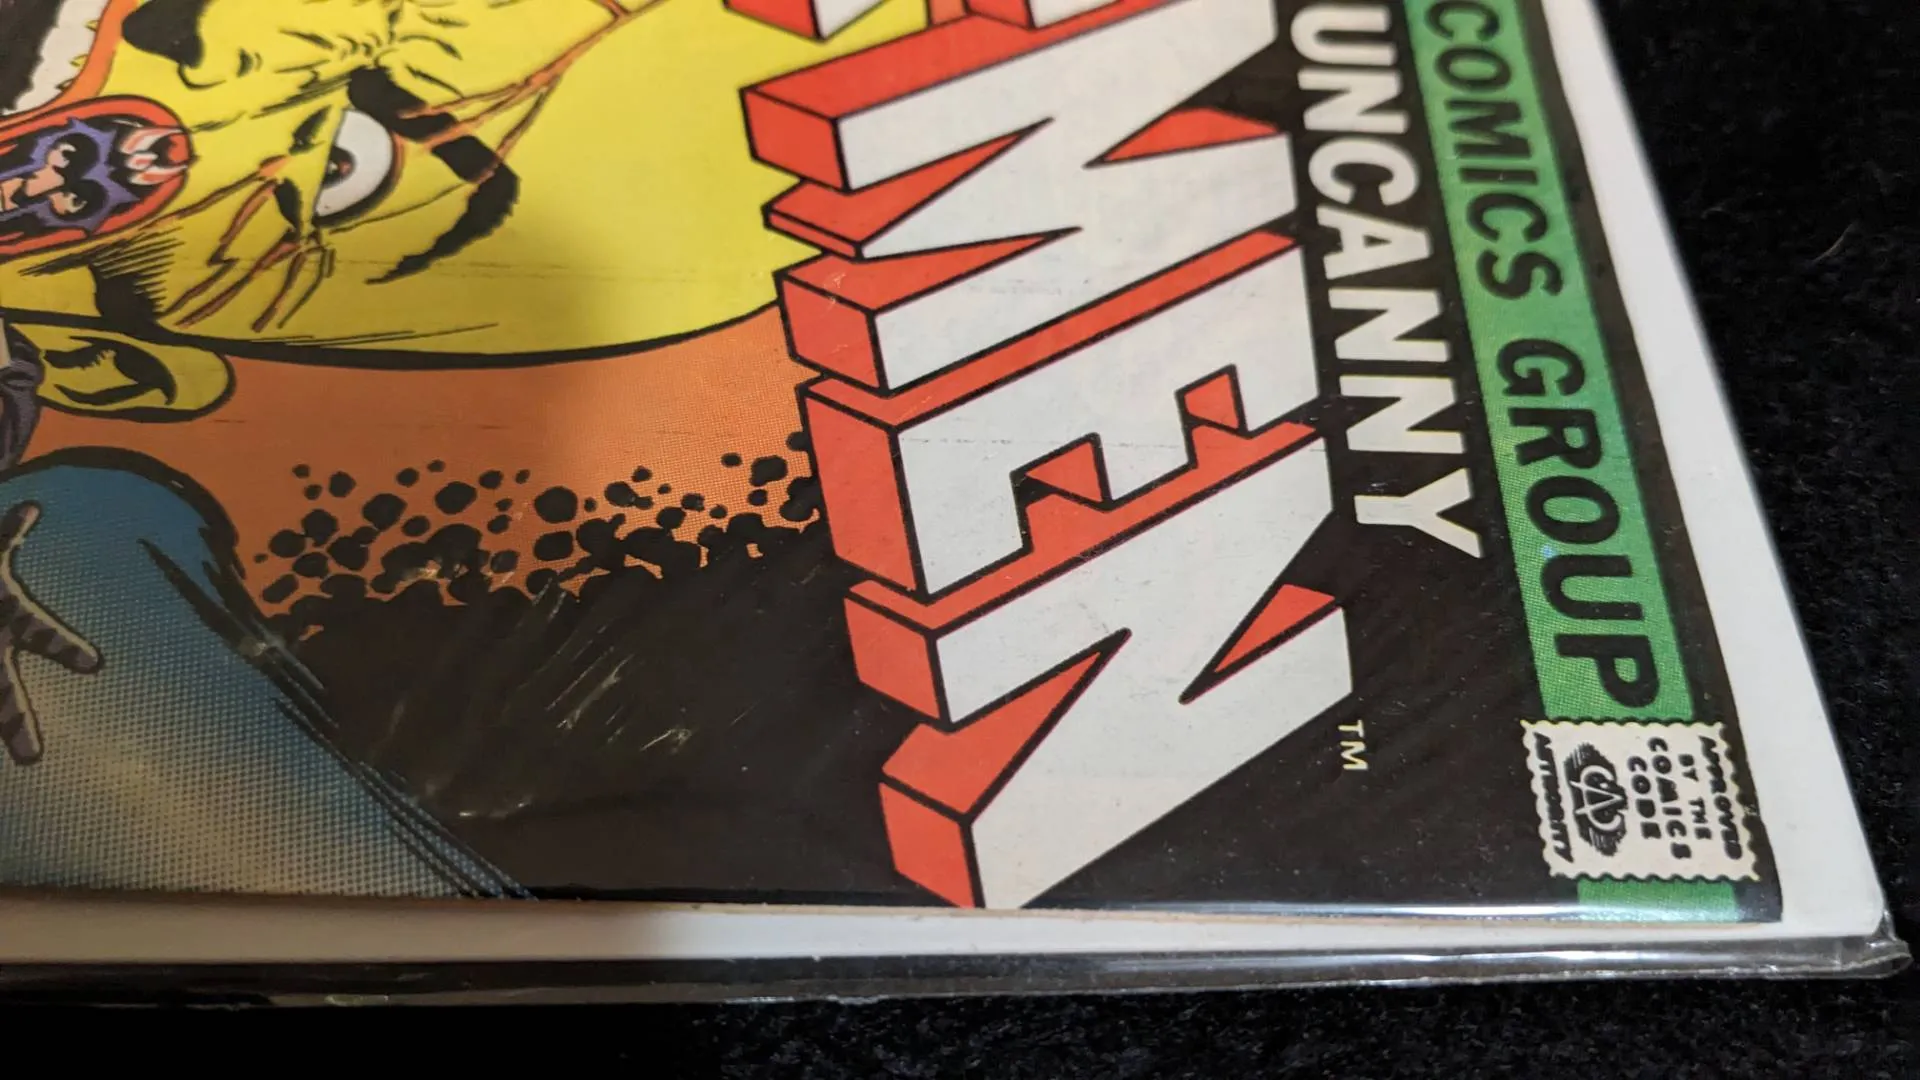 COMICS GROUP
UNCANNY
MEN
TM
APPROVED
BY THE
COMICS
CODE
CA
AUTHORITY